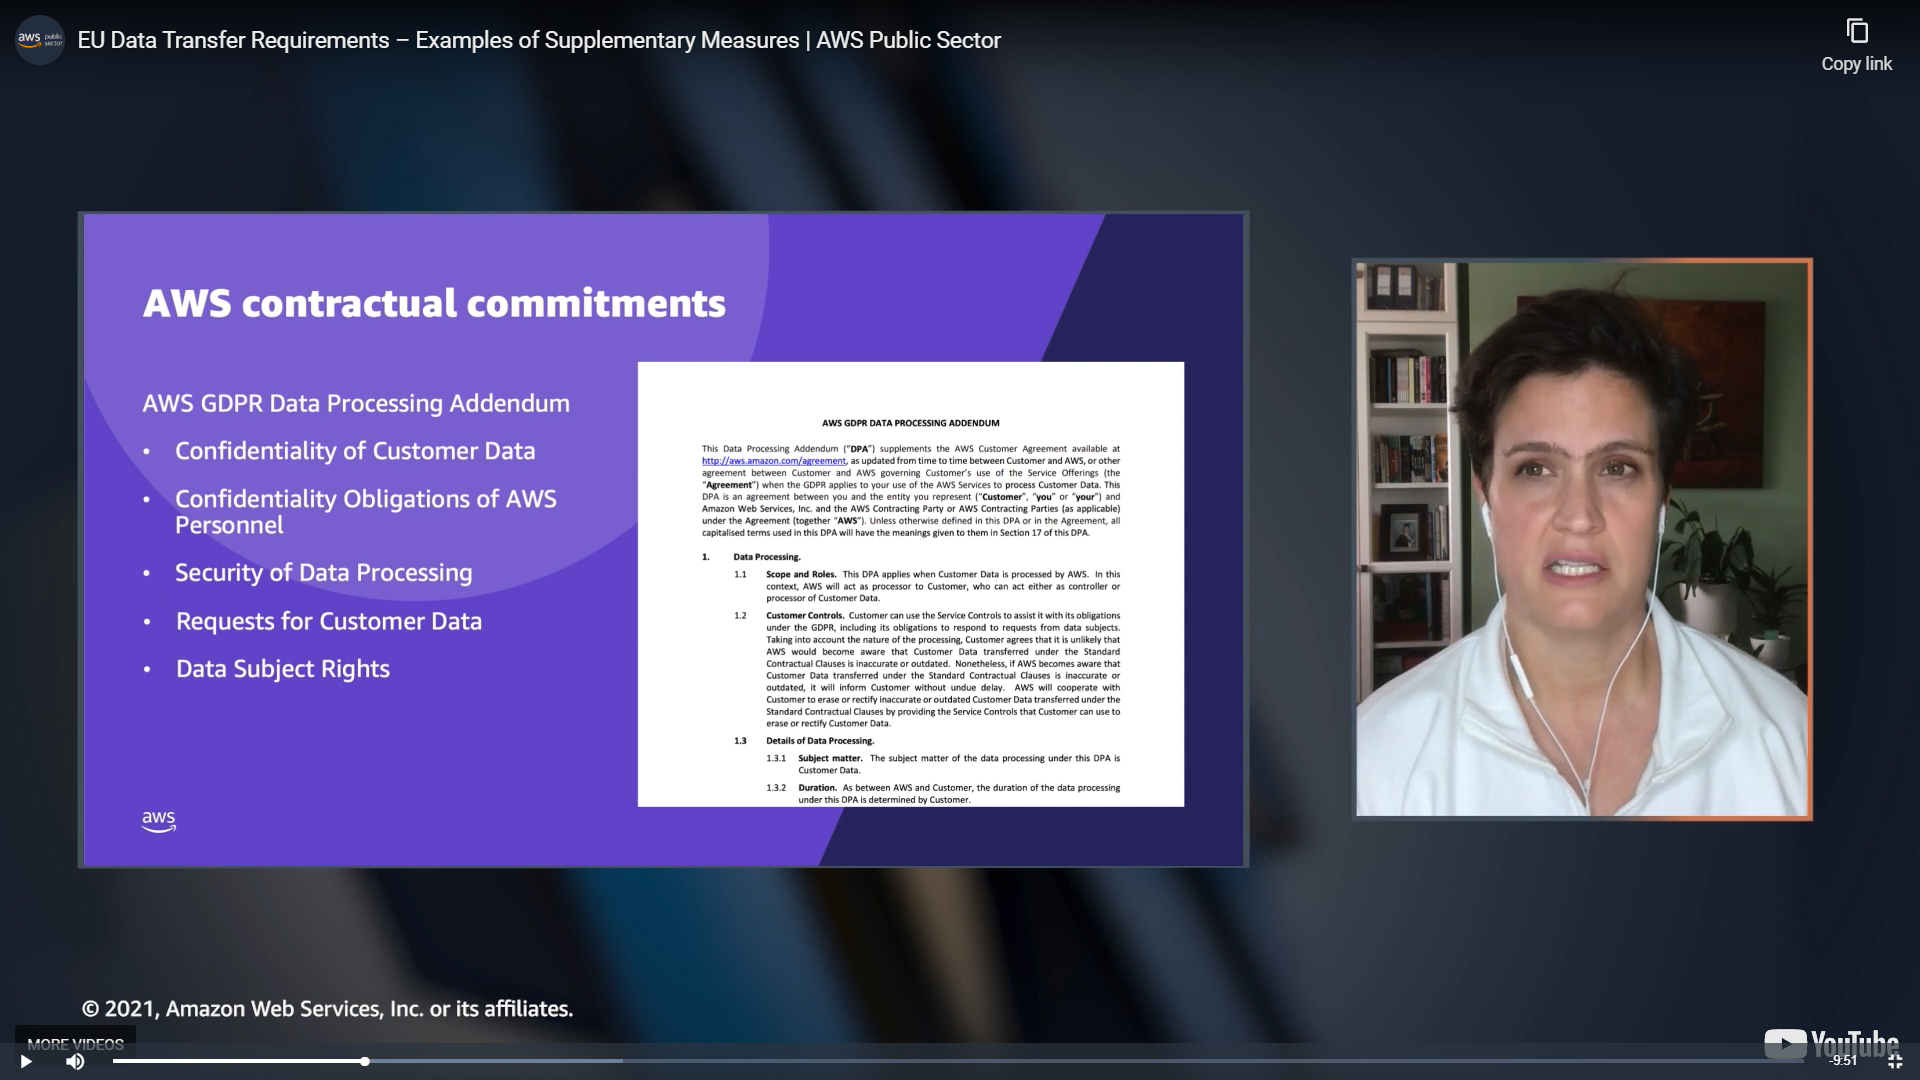 aws public sector
EU Data Transfer Requirements – Examples of Supplementary Measures | AWS Public Sector
Copy link
AWS contractual commitments
AWS GDPR Data Processing Addendum
• Confidentiality of Customer Data
• Confidentiality Obligations of AWS
Personnel
• Security of Data Processing
• Requests for Customer Data
• Data Subject Rights
aws
AWS GDPR DATA PROCESSING ADDENDUM
This Data Processing Addendum (“DPA”) supplements the AWS Customer Agreement available at
http://aws.amazon.com/agreement, as updated from time to time between Customer and AWS, or other
agreement between Customer and AWS governing Customer's use of the Service Offerings (the
“Agreement”) when the GDPR applies to your use of the AWS Services to process Customer Data. This
DPA is an agreement between you and the entity you represent (“Customer”, “you” or “your”) and
Amazon Web Services, Inc. and the AWS Contracting Party or AWS Contracting Parties (as applicable)
under the Agreement (together “AWS”). Unless otherwise defined in this DPA or in the Agreement, all
capitalised terms used in this DPA will have the meanings given to them in Section 17 of this DPA.
1. Data Processing.
1.1 Scope and Roles. This DPA applies when Customer Data is processed by AWS. In this
context, AWS will act as processor to Customer, who can act either as controller or
processor of Customer Data.
1.2 Customer Controls. Customer can use the Service Controls to assist it with its obligations
under the GDPR, including its obligations to respond to requests from data subjects.
Taking into account the nature of the processing, Customer agrees that it is unlikely that
AWS would become aware that Customer Data transferred under the Standard
Contractual Clauses is inaccurate or outdated. Nonetheless, if AWS becomes aware that
Customer Data transferred under the Standard Contractual Clauses is inaccurate or
outdated, it will inform Customer without undue delay. AWS will cooperate with
Customer to erase or rectify inaccurate or outdated Customer Data transferred under the
Standard Contractual Clauses by providing the Service Controls that Customer can use to
erase or rectify Customer Data.
1.3 Details of Data Processing.
1.3.1 Subject matter. The subject matter of the data processing under this DPA is
Customer Data.
1.3.2 Duration. As between AWS and Customer, the duration of the data processing
under this DPA is determined by Customer.
© 2021, Amazon Web Services, Inc. or its affiliates.
MORE VIDEOS
YouTube
-9:51